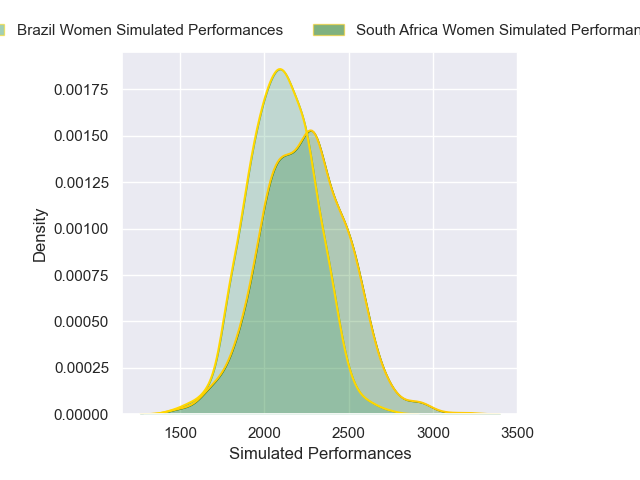 Brazil Women Simulated Performances
South Africa Women Simulated
0.00175
0.00150
0.00125
0.00100
0.00075
0.00050
0.00025
0.00000
Density
1500 2000 2500 3000 3500
Simulated Performances